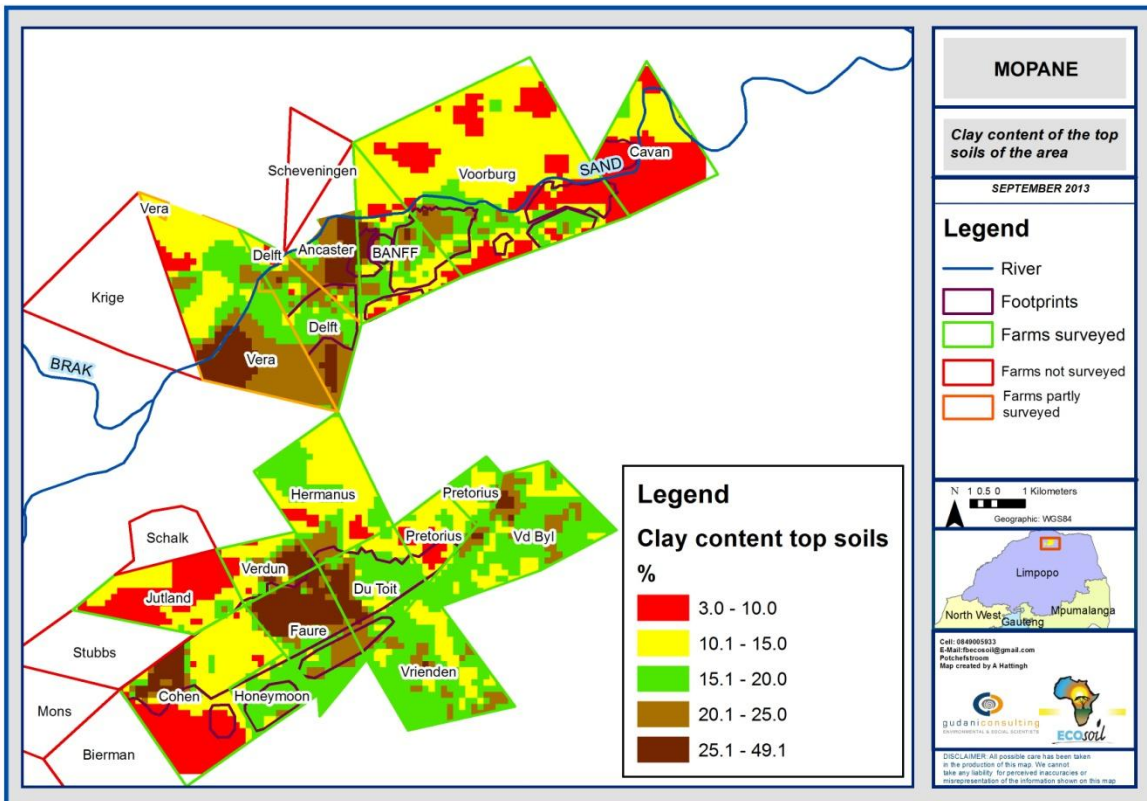 MOPANE
Clay content of the top
soils of the area
SEPTEMBER 2013
Legend
River
Footprints
Farms surveyed
Farms not surveyed
Farms partly
surveyed
N
1 0.5 0 1 Kilometers
Geographic: WGS84
Limpopo
North West
Gauteng
Mpumalanga
Cell: 0849005933
E-Mail:fbecosoil@gmail.com
Potchefstroom
Map created by A Hattingh
gudaniconsulting
ENVIRONMENTAL & SOCIAL SCIENTISTS
ECOsoil
DISCLAIMER: All possible care has been taken
in the production of this map. We cannot
take any liability for perceived inaccuracies or
misrepresentation of the information shown on this map
Scheveningen
Voorburg
SAND
Cavan
Vera
Delft
Ancaster
BANFF
Krige
Delft
Vera
BRAK
Hermanus
Pretorius
Pretorius
Vd Byl
Schalk
Verdun
Du Toit
Jutland
Faure
Stubbs
Vrienden
Cohen
Honeymoon
Mons
Bierman
Legend
Clay content top soils
%
3.0 - 10.0
10.1 - 15.0
15.1 - 20.0
20.1 - 25.0
25.1 - 49.1